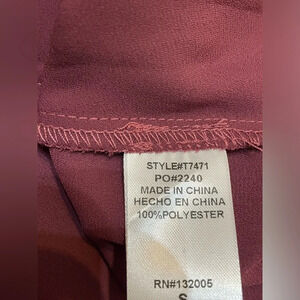 STYLE#T7471
PO#2240
MADE IN CHINA
HECHO EN CHINA
100%POLYESTER
RN#132005
S